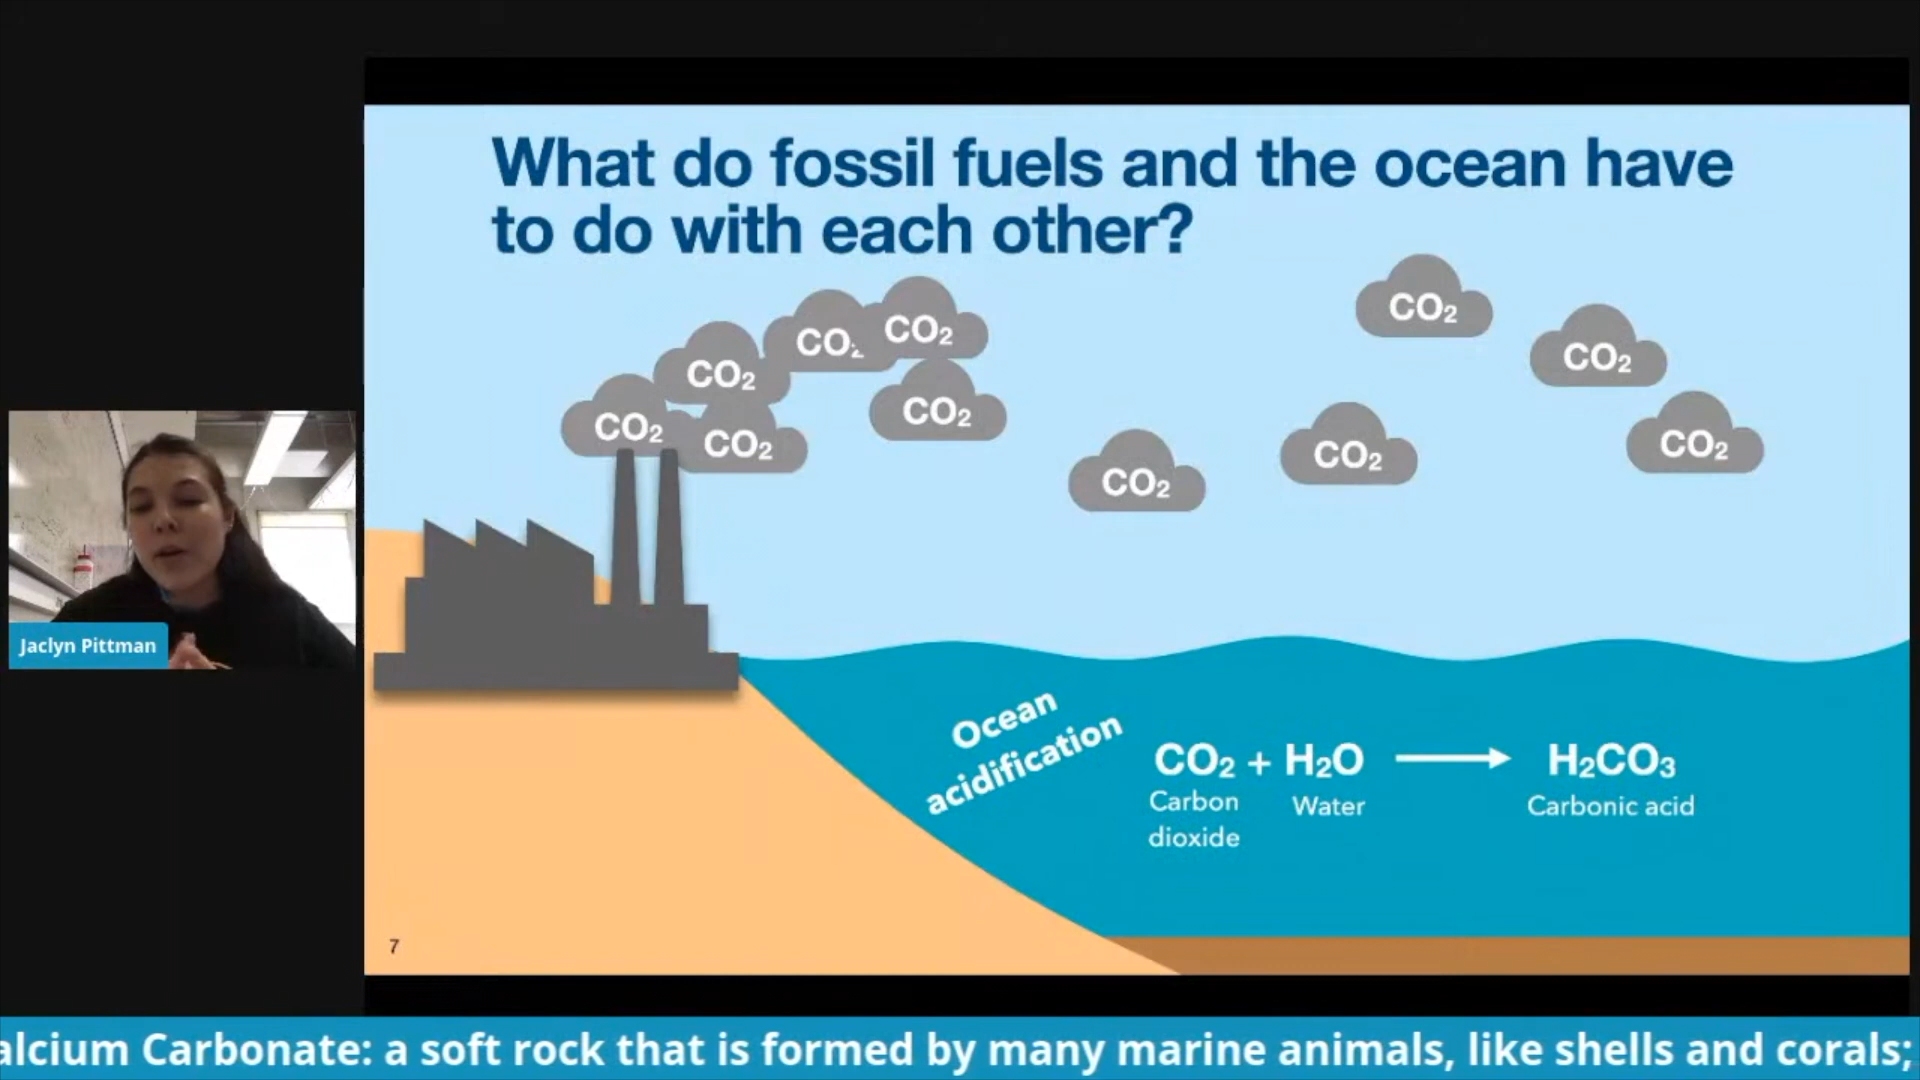 What do fossil fuels and the ocean have
to do with each other?
CO₂
CO₂
CO₂
CO₂
CO₂
CO₂
CO₂
CO₂
CO₂
CO₂
CO₂
Jaclyn Pittman
Ocean
acidification
CO₂ + H₂O → H₂CO₃
Carbon
dioxide
Water
Carbonic acid
7
alcium Carbonate: a soft rock that is formed by many marine animals, like shells and corals;